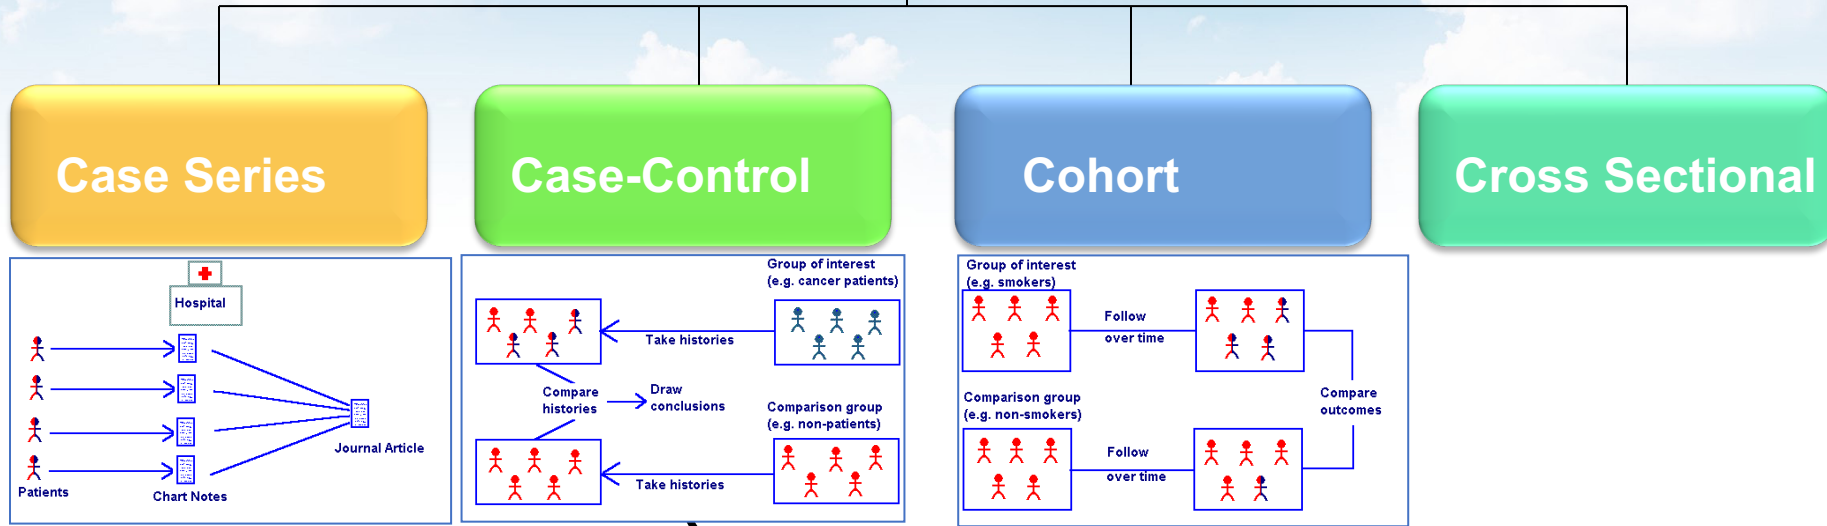 Case Series
Case-Control
Cohort
Cross Sectional
Hospital
Patients
Chart Notes
Journal Article
Group of interest
(e.g. cancer patients)
Take histories
Compare
histories
Draw
conclusions
Comparison group
(e.g. non-patients)
Take histories
Group of interest
(e.g. smokers)
Follow
over time
Compare
outcomes
Comparison group
(e.g. non-smokers)
Follow
over time